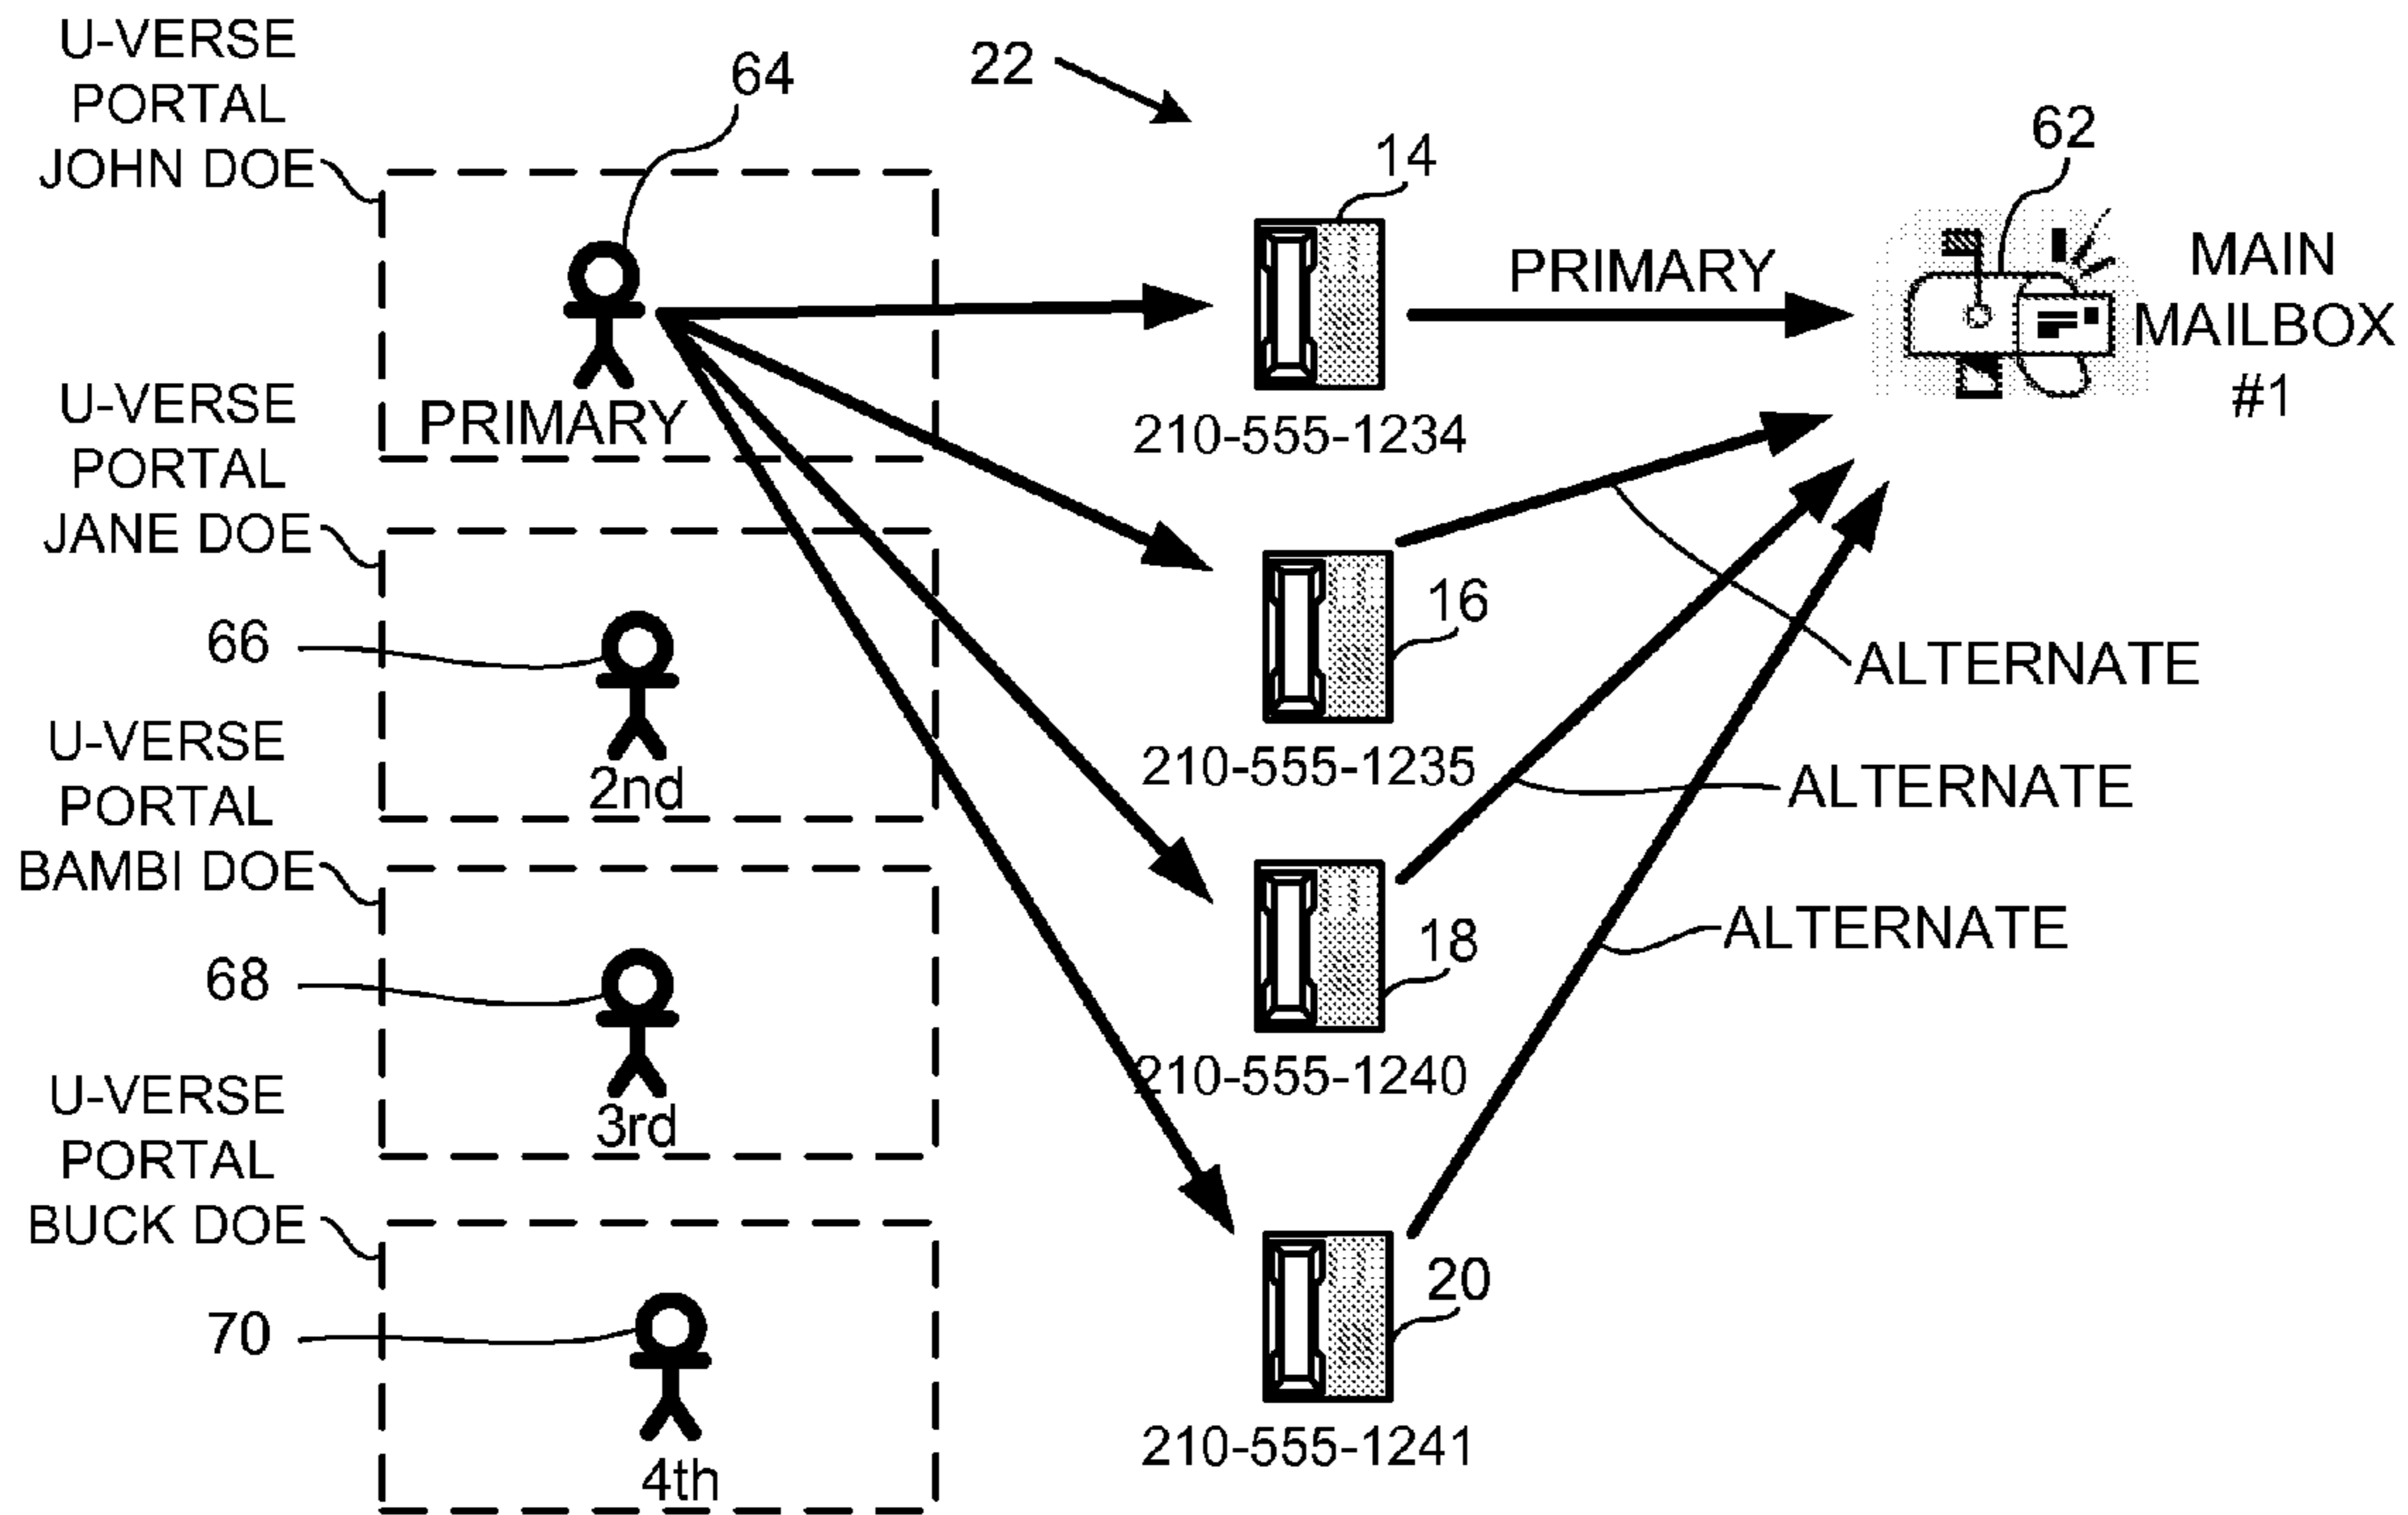 U-VERSE
PORTAL
JOHN DOE
64
PRIMARY
22
14
210-555-1234
PRIMARY
62
MAIN
MAILBOX
#1
U-VERSE
PORTAL
JANE DOE
66
2nd
16
210-555-1235
ALTERNATE
U-VERSE
PORTAL
BAMBI DOE
68
3rd
18
210-555-1240
ALTERNATE
U-VERSE
PORTAL
BUCK DOE
70
4th
20
210-555-1241
ALTERNATE